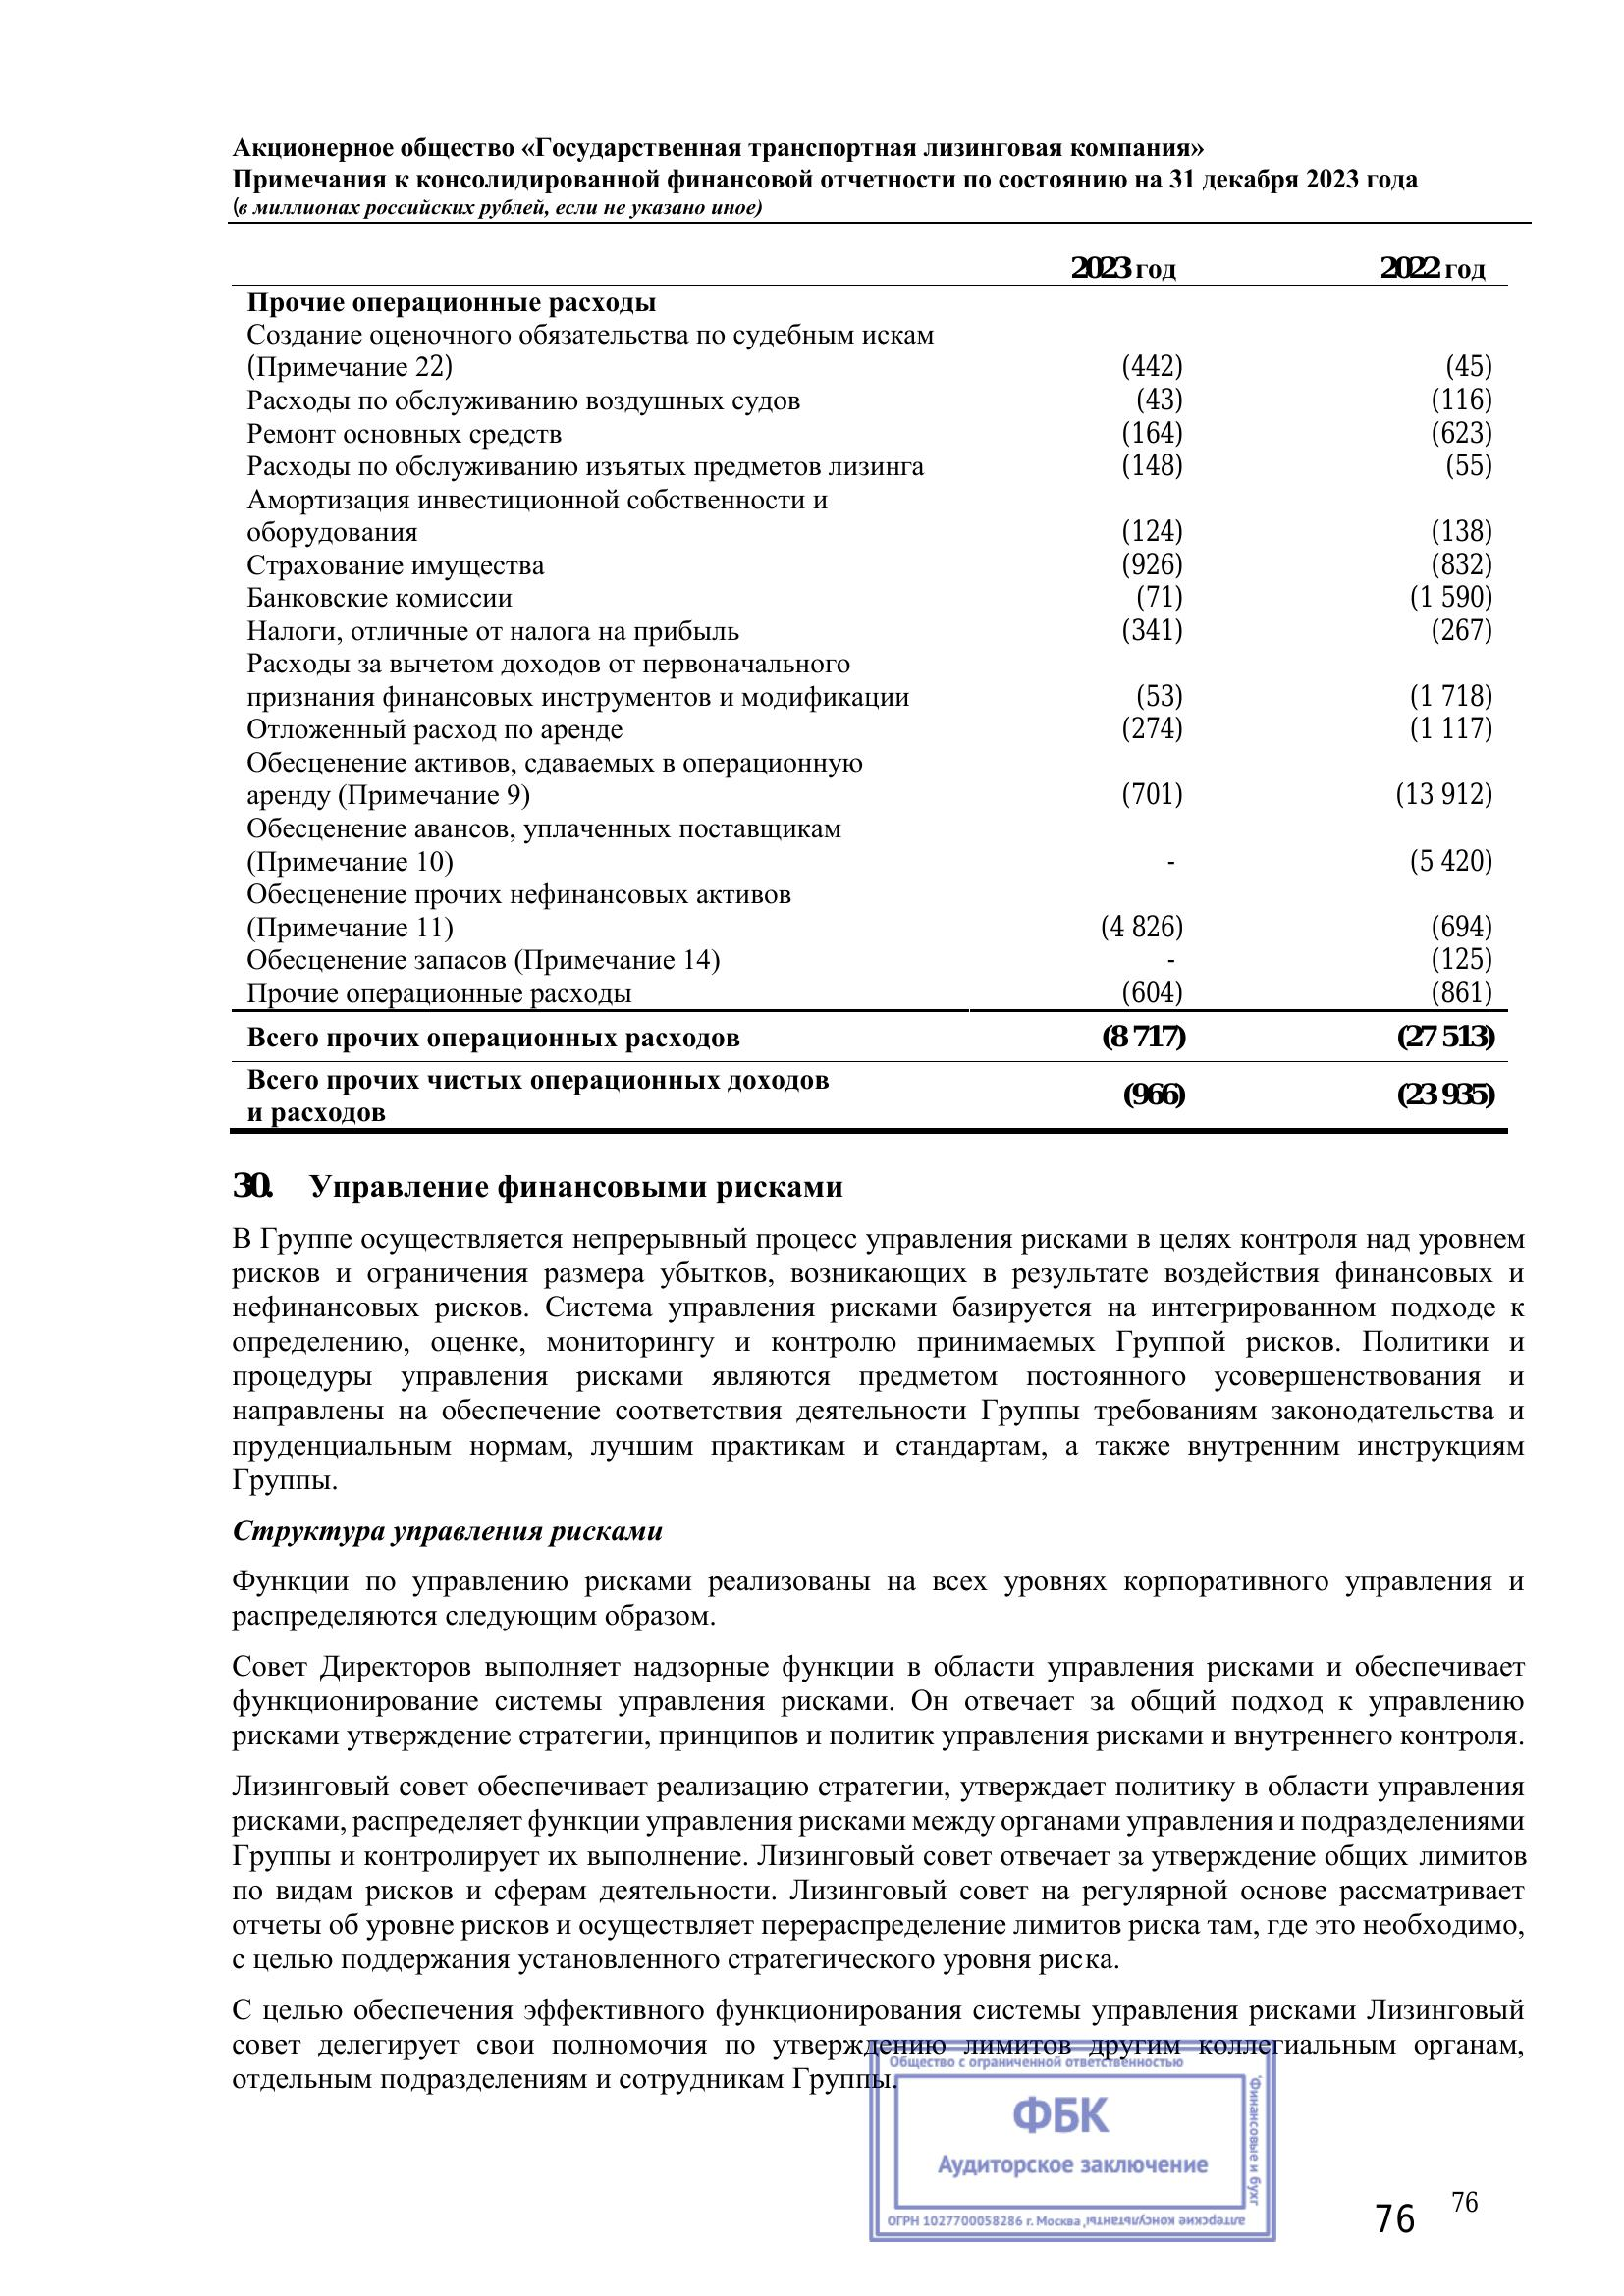 Акционерное общество «Государственная транспортная лизинговая компания»
Примечания к консолидированной финансовой отчетности по состоянию на 31 декабря 2023 года
(в миллионах российских рублей, если не указано иное)
2023 год 2022 год
Прочие операционные расходы
Создание оценочного обязательства по судебным искам
(Примечание 22) (442) (45)
Расходы по обслуживанию воздушных судов (43) (116)
Ремонт основных средств (164) (623)
Расходы по обслуживанию изъятых предметов лизинга (148) (55)
Амортизация инвестиционной собственности и
оборудования (124) (138)
Страхование имущества (926) (832)
Банковские комиссии (71) (1 590)
Налоги, отличные от налога на прибыль (341) (267)
Расходы за вычетом доходов от первоначального
признания финансовых инструментов и модификации (53) (1 718)
Отложенный расход по аренде (274) (1 117)
Обесценение активов, сдаваемых в операционную
аренду (Примечание 9) (701) (13 912)
Обесценение авансов, уплаченных поставщикам
(Примечание 10) - (5 420)
Обесценение прочих нефинансовых активов
(Примечание 11) (4 826) (694)
Обесценение запасов (Примечание 14) - (125)
Прочие операционные расходы (604) (861)
Всего прочих операционных расходов (8 717) (27 513)
Всего прочих чистых операционных доходов
и расходов (966) (23 935)
30. Управление финансовыми рисками
В Группе осуществляется непрерывный процесс управления рисками в целях контроля над уровнем
рисков и ограничения размера убытков, возникающих в результате воздействия финансовых и
нефинансовых рисков. Система управления рисками базируется на интегрированном подходе к
определению, оценке, мониторингу и контролю принимаемых Группой рисков. Политики и
процедуры управления рисками являются предметом постоянного усовершенствования и
направлены на обеспечение соответствия деятельности Группы требованиям законодательства и
пруденциальным нормам, лучшим практикам и стандартам, а также внутренним инструкциям
Группы.
Структура управления рисками
Функции по управлению рисками реализованы на всех уровнях корпоративного управления и
распределяются следующим образом.
Совет Директоров выполняет надзорные функции в области управления рисками и обеспечивает
функционирование системы управления рисками. Он отвечает за общий подход к управлению
рисками утверждение стратегии, принципов и политик управления рисками и внутреннего контроля.
Лизинговый совет обеспечивает реализацию стратегии, утверждает политику в области управления
рисками, распределяет функции управления рисками между органами управления и подразделениями
Группы и контролирует их выполнение. Лизинговый совет отвечает за утверждение общих лимитов
по видам рисков и сферам деятельности. Лизинговый совет на регулярной основе рассматривает
отчеты об уровне рисков и осуществляет перераспределение лимитов риска там, где это необходимо,
с целью поддержания установленного стратегического уровня риска.
С целью обеспечения эффективного функционирования системы управления рисками Лизинговый
совет делегирует свои полномочия по утверждению лимитов другим коллегиальным органам,
отдельным подразделениям и сотрудникам Группы.
Общество с ограниченной ответственностью
"Финансовые и бухг
алтерские консультанты"
ФБК
Аудиторское заключение
ОГРН 1027700058286 г. Москва
76
76